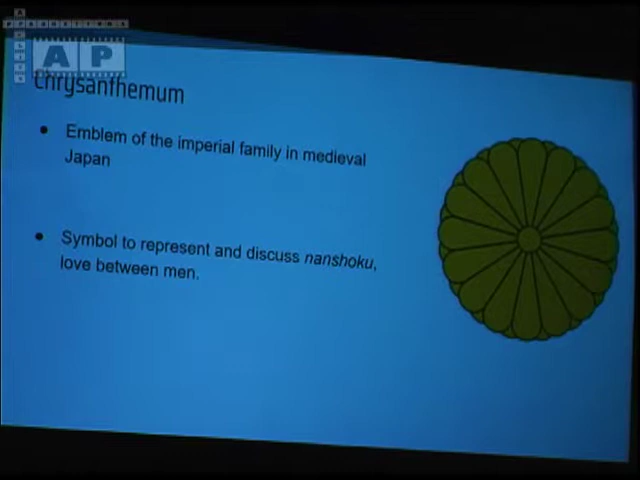 AP
Chrysanthemum
• Emblem of the imperial family in medieval
Japan
• Symbol to represent and discuss nanshoku,
love between men.